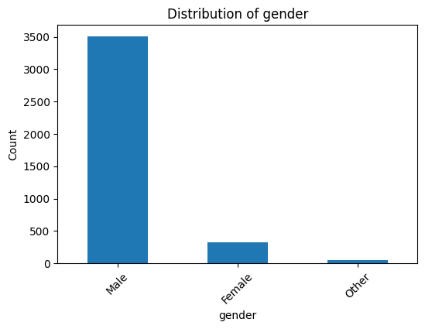 Distribution of gender
3500
3000
2500
2000
1500
1000
500
0
Count
Male
Female
Other
gender